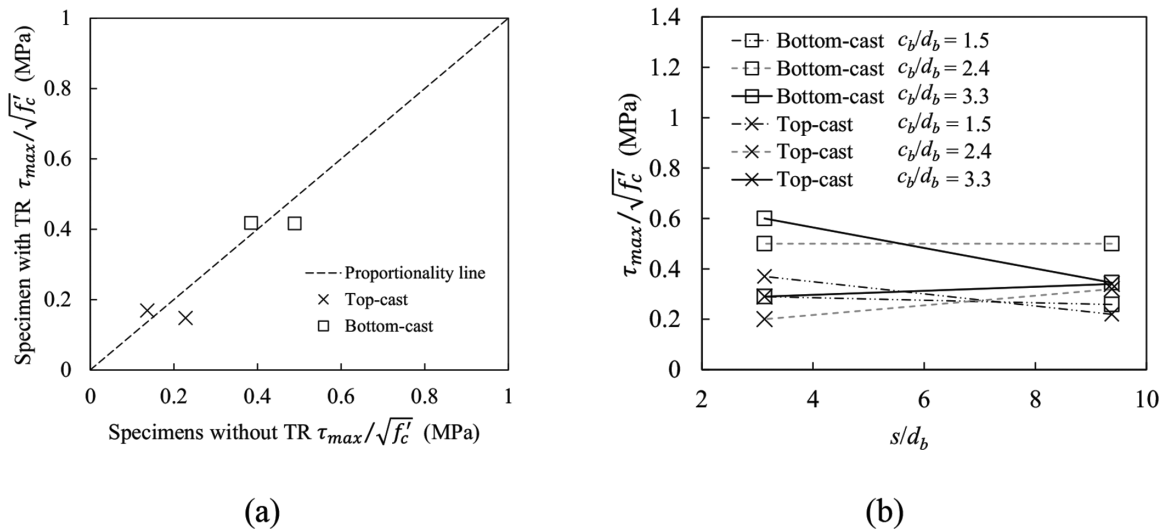 Specimen with TR τmax/√f′c (MPa)
1
0.8
0.6
0.4
0.2
0
0
0.2
0.4
0.6
0.8
1
Proportionality line
Top-cast
Bottom-cast
Specimens without TR τmax/√f′c (MPa)
(a)
τmax/√f′c (MPa)
1.4
1.2
1
0.8
0.6
0.4
0.2
0
2
4
6
8
10
Bottom-cast cb/db = 1.5
Bottom-cast cb/db = 2.4
Bottom-cast cb/db = 3.3
Top-cast cb/db = 1.5
Top-cast cb/db = 2.4
Top-cast cb/db = 3.3
s/db
(b)